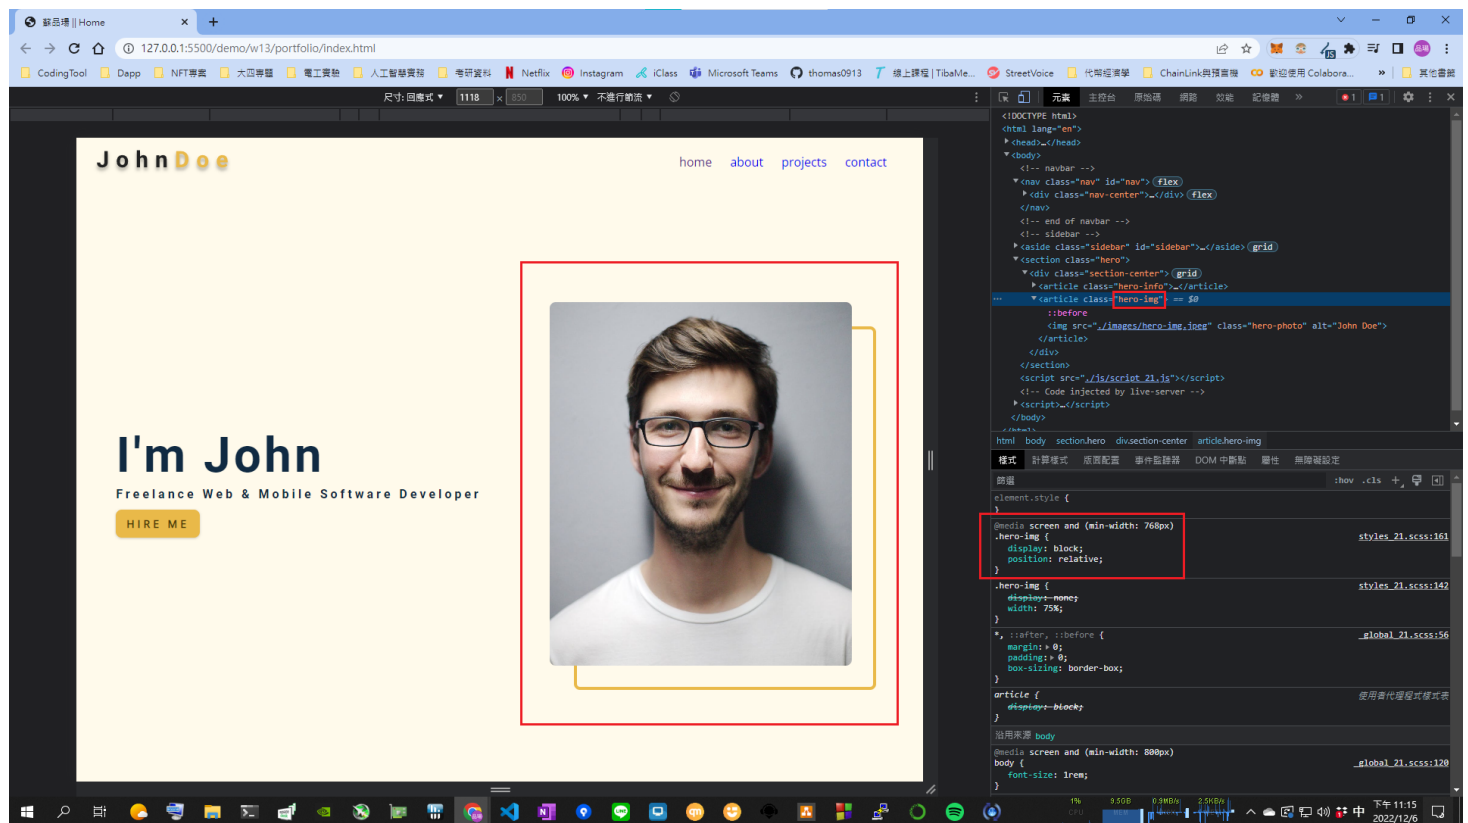 蘇品瑒 || Home
127.0.0.1:5500/demo/w13/portfolio/index.html
CodingTool Dapp NFT專案 大四專題 電工實驗 人工智慧實務 考研資料 Netflix Instagram iClass Microsoft Teams thomas0913 線上課程 | TibaMe... StreetVoice 代幣經濟學 ChainLink與預言機 歡迎使用 Colabora... » 其他書籤
尺寸: 回應式 ▼ 1118 × 850 100% ▼ 不進行節流 ▼
元素 主控台 原始碼 網路 效能 記憶體 » 1 1
JohnDoe
home about projects contact
I'm John
Freelance Web & Mobile Software Developer
HIRE ME
<!DOCTYPE html>
<html lang="en">
<head>…</head>
<body>
<!-- navbar -->
<nav class="nav" id="nav"> flex
<div class="nav-center">…</div> flex
</nav>
<!-- end of navbar -->
<!-- sidebar -->
<aside class="sidebar" id="sidebar">…</aside> grid
<section class="hero">
<div class="section-center"> grid
<article class="hero-info">…</article>
<article class="hero-img"> == $0
::before
<img src="./images/hero-img.jpeg" class="hero-photo" alt="John Doe">
</article>
</div>
</section>
<script src="./js/script_21.js"></script>
<!-- Code injected by live-server -->
<script>…</script>
</body>
</html>
html body section.hero div.section-center article.hero-img
樣式 計算樣式 版面配置 事件監聽器 DOM 中斷點 屬性 無障礙設定
篩選 :hov .cls +
element.style {
}
@media screen and (min-width: 768px)
.hero-img { styles_21.scss:161
display: block;
position: relative;
}
.hero-img { styles_21.scss:142
display: none;
width: 75%;
}
*, ::after, ::before { _global_21.scss:56
margin: 0;
padding: 0;
box-sizing: border-box;
}
article { 使用者代理程式樣式表
display: block;
}
沿用來源 body
@media screen and (min-width: 800px)
body { _global_21.scss:120
font-size: 1rem;
}
1% 9.5GB 0.9MB/s 2.5KB/s
CPU MEM
中 下午 11:15
2022/12/6